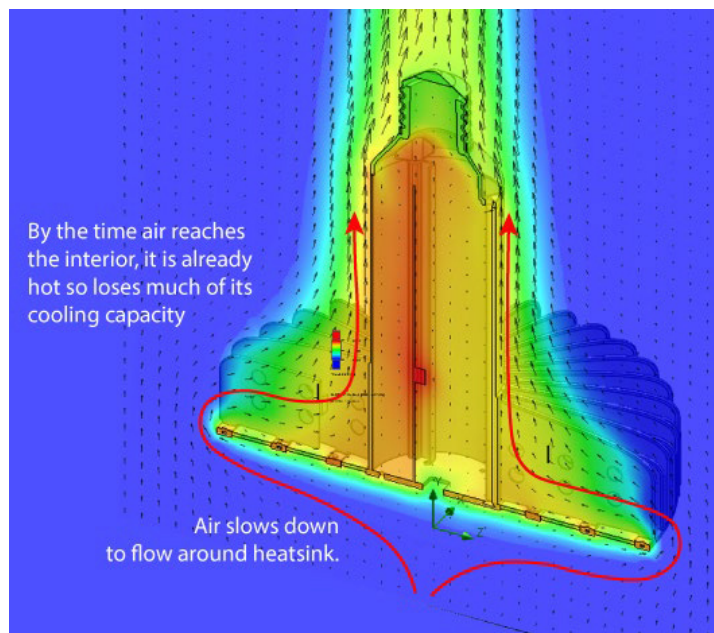 By the time air reaches
the interior, it is already
hot so loses much of its
cooling capacity
Air slows down
to flow around heatsink.
Z